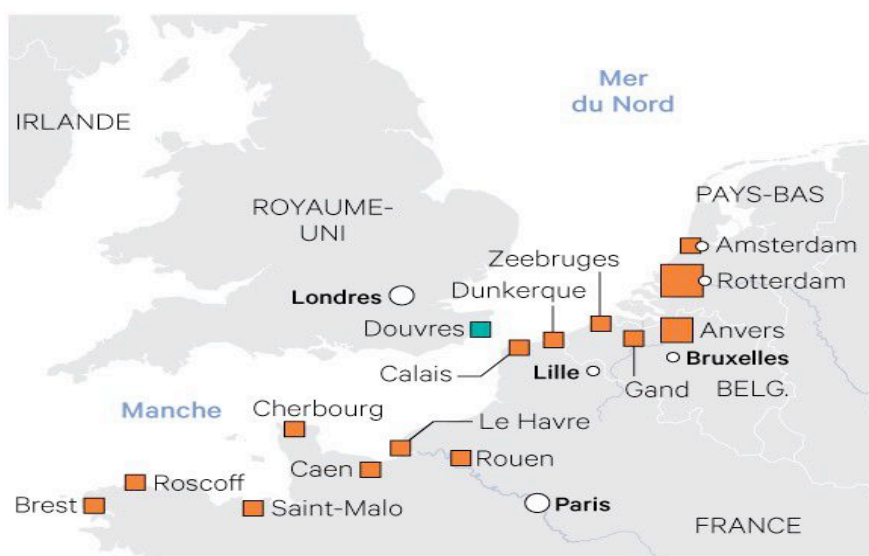 Mer
du Nord
IRLANDE
PAYS-BAS
ROYAUME-
UNI
Amsterdam
Zeebruges
Rotterdam
Dunkerque
Londres
Douvres
Anvers
Bruxelles
Calais
Lille
Gand
BELG.
Manche
Cherbourg
Le Havre
Caen
Rouen
Roscoff
Brest
Saint-Malo
Paris
FRANCE